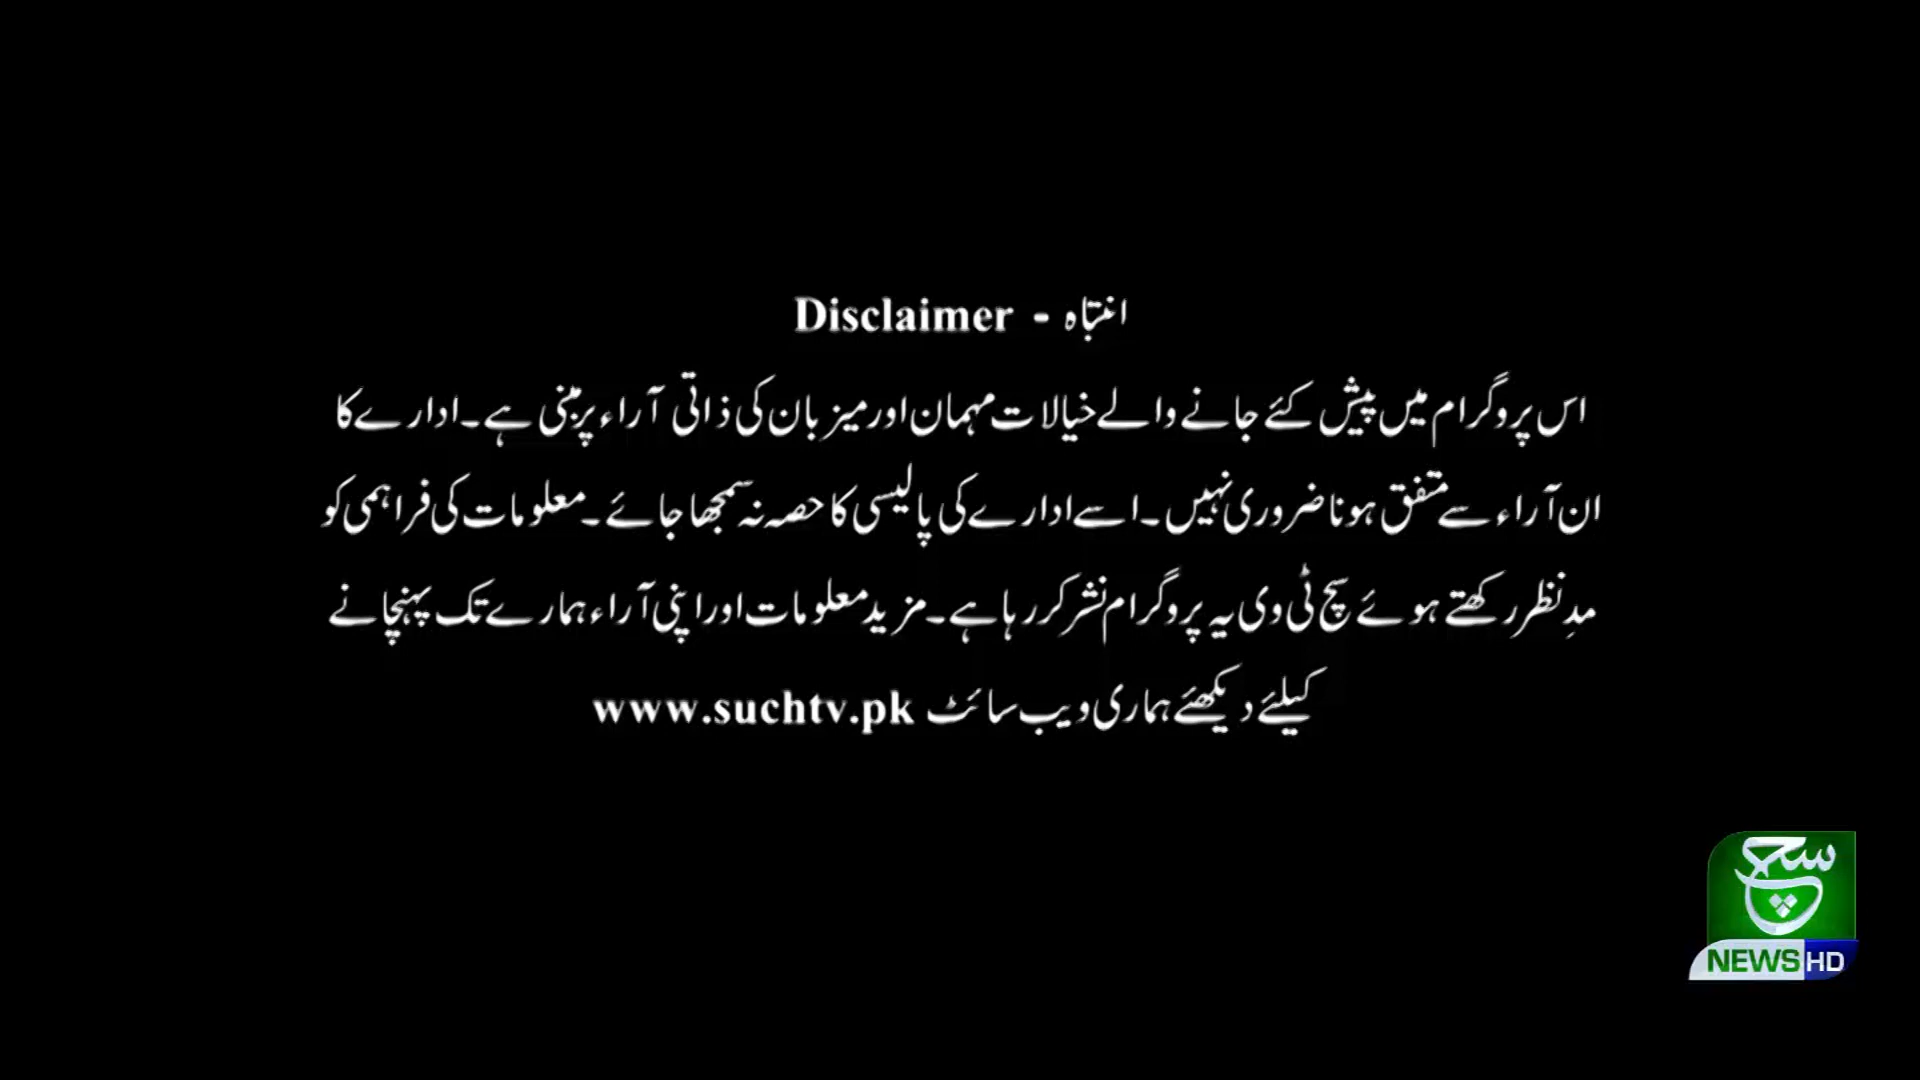 انتباہ - Disclaimer
اس پروگرام میں پیش کئے جانے والے خیالات مہمان اور میزبان کی ذاتی آراء پر مبنی ہے۔ ادارے کا
ان آراء سے متفق ہونا ضروری نہیں۔ اسے ادارے کی پالیسی کا حصہ نہ سمجھا جائے۔ معلومات کی فراہمی کو
مدِنظر رکھتے ہوئے سچ ٹی وی یہ پروگرام نشر کر رہا ہے۔ مزید معلومات اور اپنی آراء ہمارے تک پہنچانے
کیلئے دیکھئے ہماری ویب سائٹ www.suchtv.pk
سچ
NEWS HD